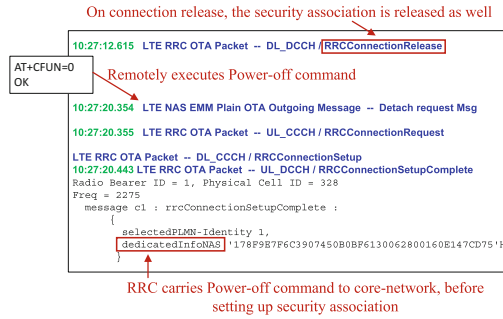 On connection release, the security association is released as well
10:27:12.615 LTE RRC OTA Packet -- DL_DCCH / RRCConnectionRelease
AT+CFUN=0
OK
Remotely executes Power-off command
10:27:20.354 LTE NAS EMM Plain OTA Outgoing Message -- Detach request Msg
10:27:20.355 LTE RRC OTA Packet -- UL_CCCH / RRCConnectionRequest
LTE RRC OTA Packet -- DL_CCCH / RRCConnectionSetup
10:27:20.443 LTE RRC OTA Packet -- UL_DCCH / RRCConnectionSetupComplete
Radio Bearer ID = 1, Physical Cell ID = 328
Freq = 2275
message c1 : rrcConnectionSetupComplete :
{
selectedPLMN-Identity 1,
dedicatedInfoNAS '178F9E7F6C3907450B0BF6130062800160E147CD75'H
}
RRC carries Power-off command to core-network, before
setting up security association